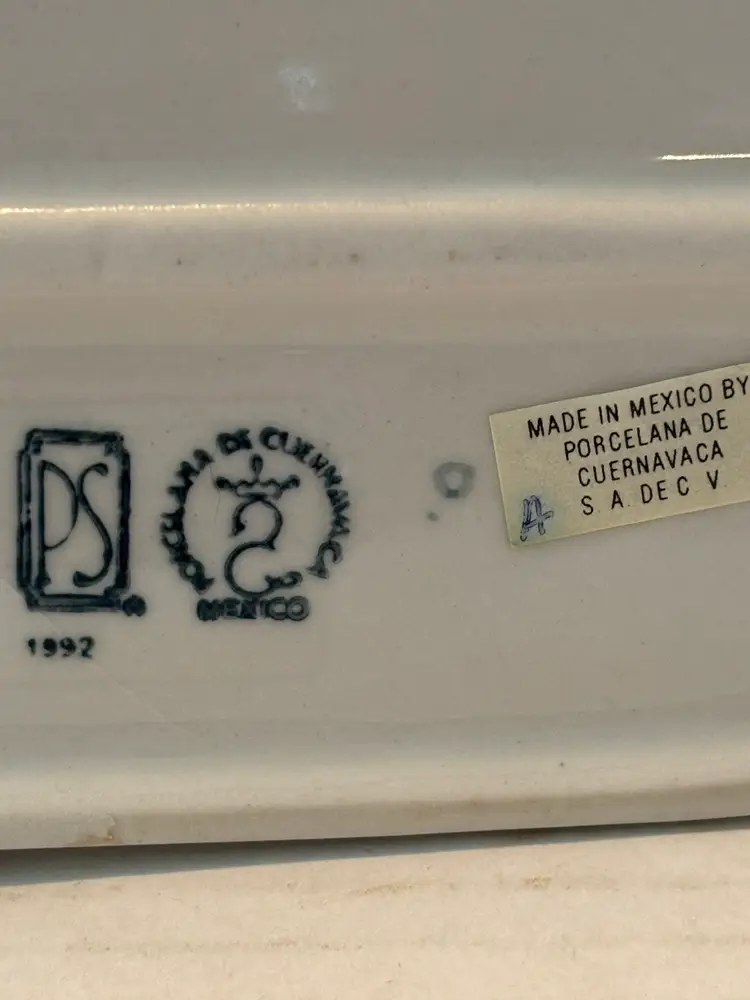 PS
®
1992
PORCELANA DE CUERNAVACA
MEXICO
MADE IN MEXICO BY
PORCELANA DE
CUERNAVACA
S. A. DE C V
A